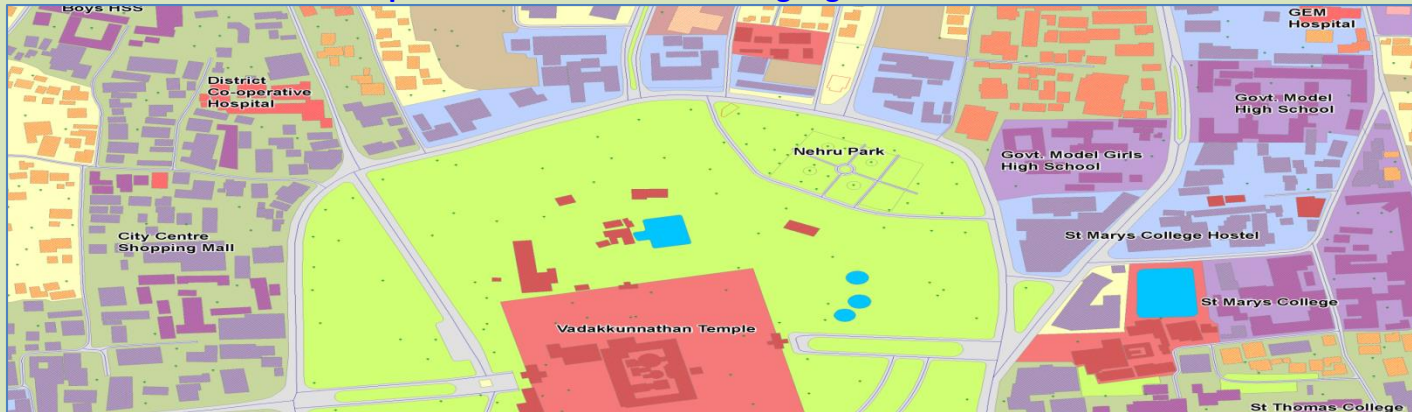 Boys HSS
GEM
Hospital
District
Co-operative
Hospital
Govt. Model
High School
Nehru Park
Govt. Model Girls
High School
City Centre
Shopping Mall
St Marys College Hostel
St Marys College
Vadakkunnathan Temple
St Thomas College